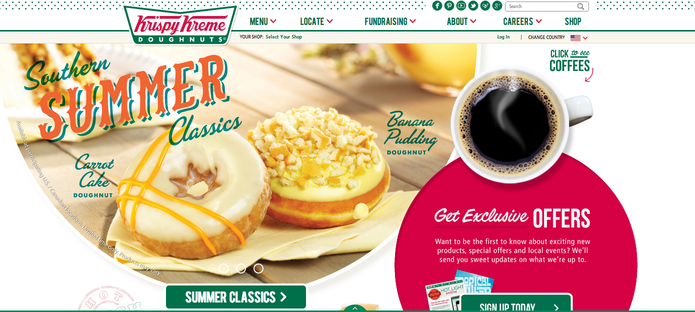 Search
Krispy Kreme
DOUGHNUTS
MENU
LOCATE
FUNDRAISING
ABOUT
CAREERS
SHOP
YOUR SHOP: Select Your Shop
Log In | CHANGE COUNTRY
CLICK to see
COFFEES
Southern
SUMMER
Classics
Banana
Pudding
DOUGHNUT
Carrot
Cake
DOUGHNUT
Get Exclusive OFFERS
Want to be the first to know about exciting new
products, special offers and local events? We'll
send you sweet updates on what we're up to.
HOT LIGHT
SUMMER CLASSICS
SIGN UP TODAY
HOT